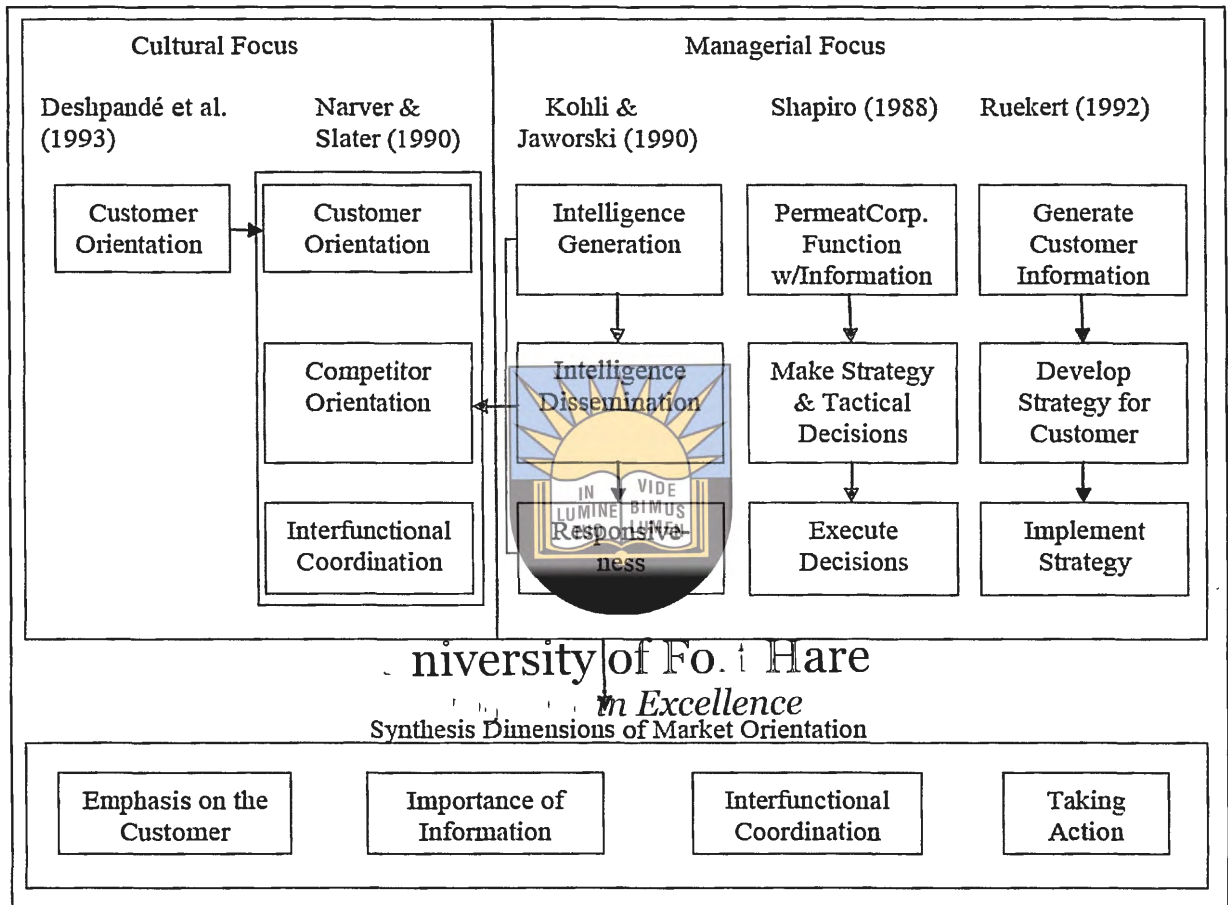 Cultural Focus
Managerial Focus
Deshpandé et al.
(1993)
Narver &
Slater (1990)
Kohli &
Jaworski (1990)
Shapiro (1988)
Ruekert (1992)
Customer
Orientation
Customer
Orientation
Competitor
Orientation
Interfunctional
Coordination
Intelligence
Generation
Intelligence
Dissemination
Responsive-
ness
IN
LUMINE
VIDE
BIMUS
LUMEN
PermeatCorp.
Function
w/Information
Make Strategy
& Tactical
Decisions
Execute
Decisions
Generate
Customer
Information
Develop
Strategy for
Customer
Implement
Strategy
niversity of Fo t Hare
in Excellence
Synthesis Dimensions of Market Orientation
Emphasis on the
Customer
Importance of
Information
Interfunctional
Coordination
Taking
Action